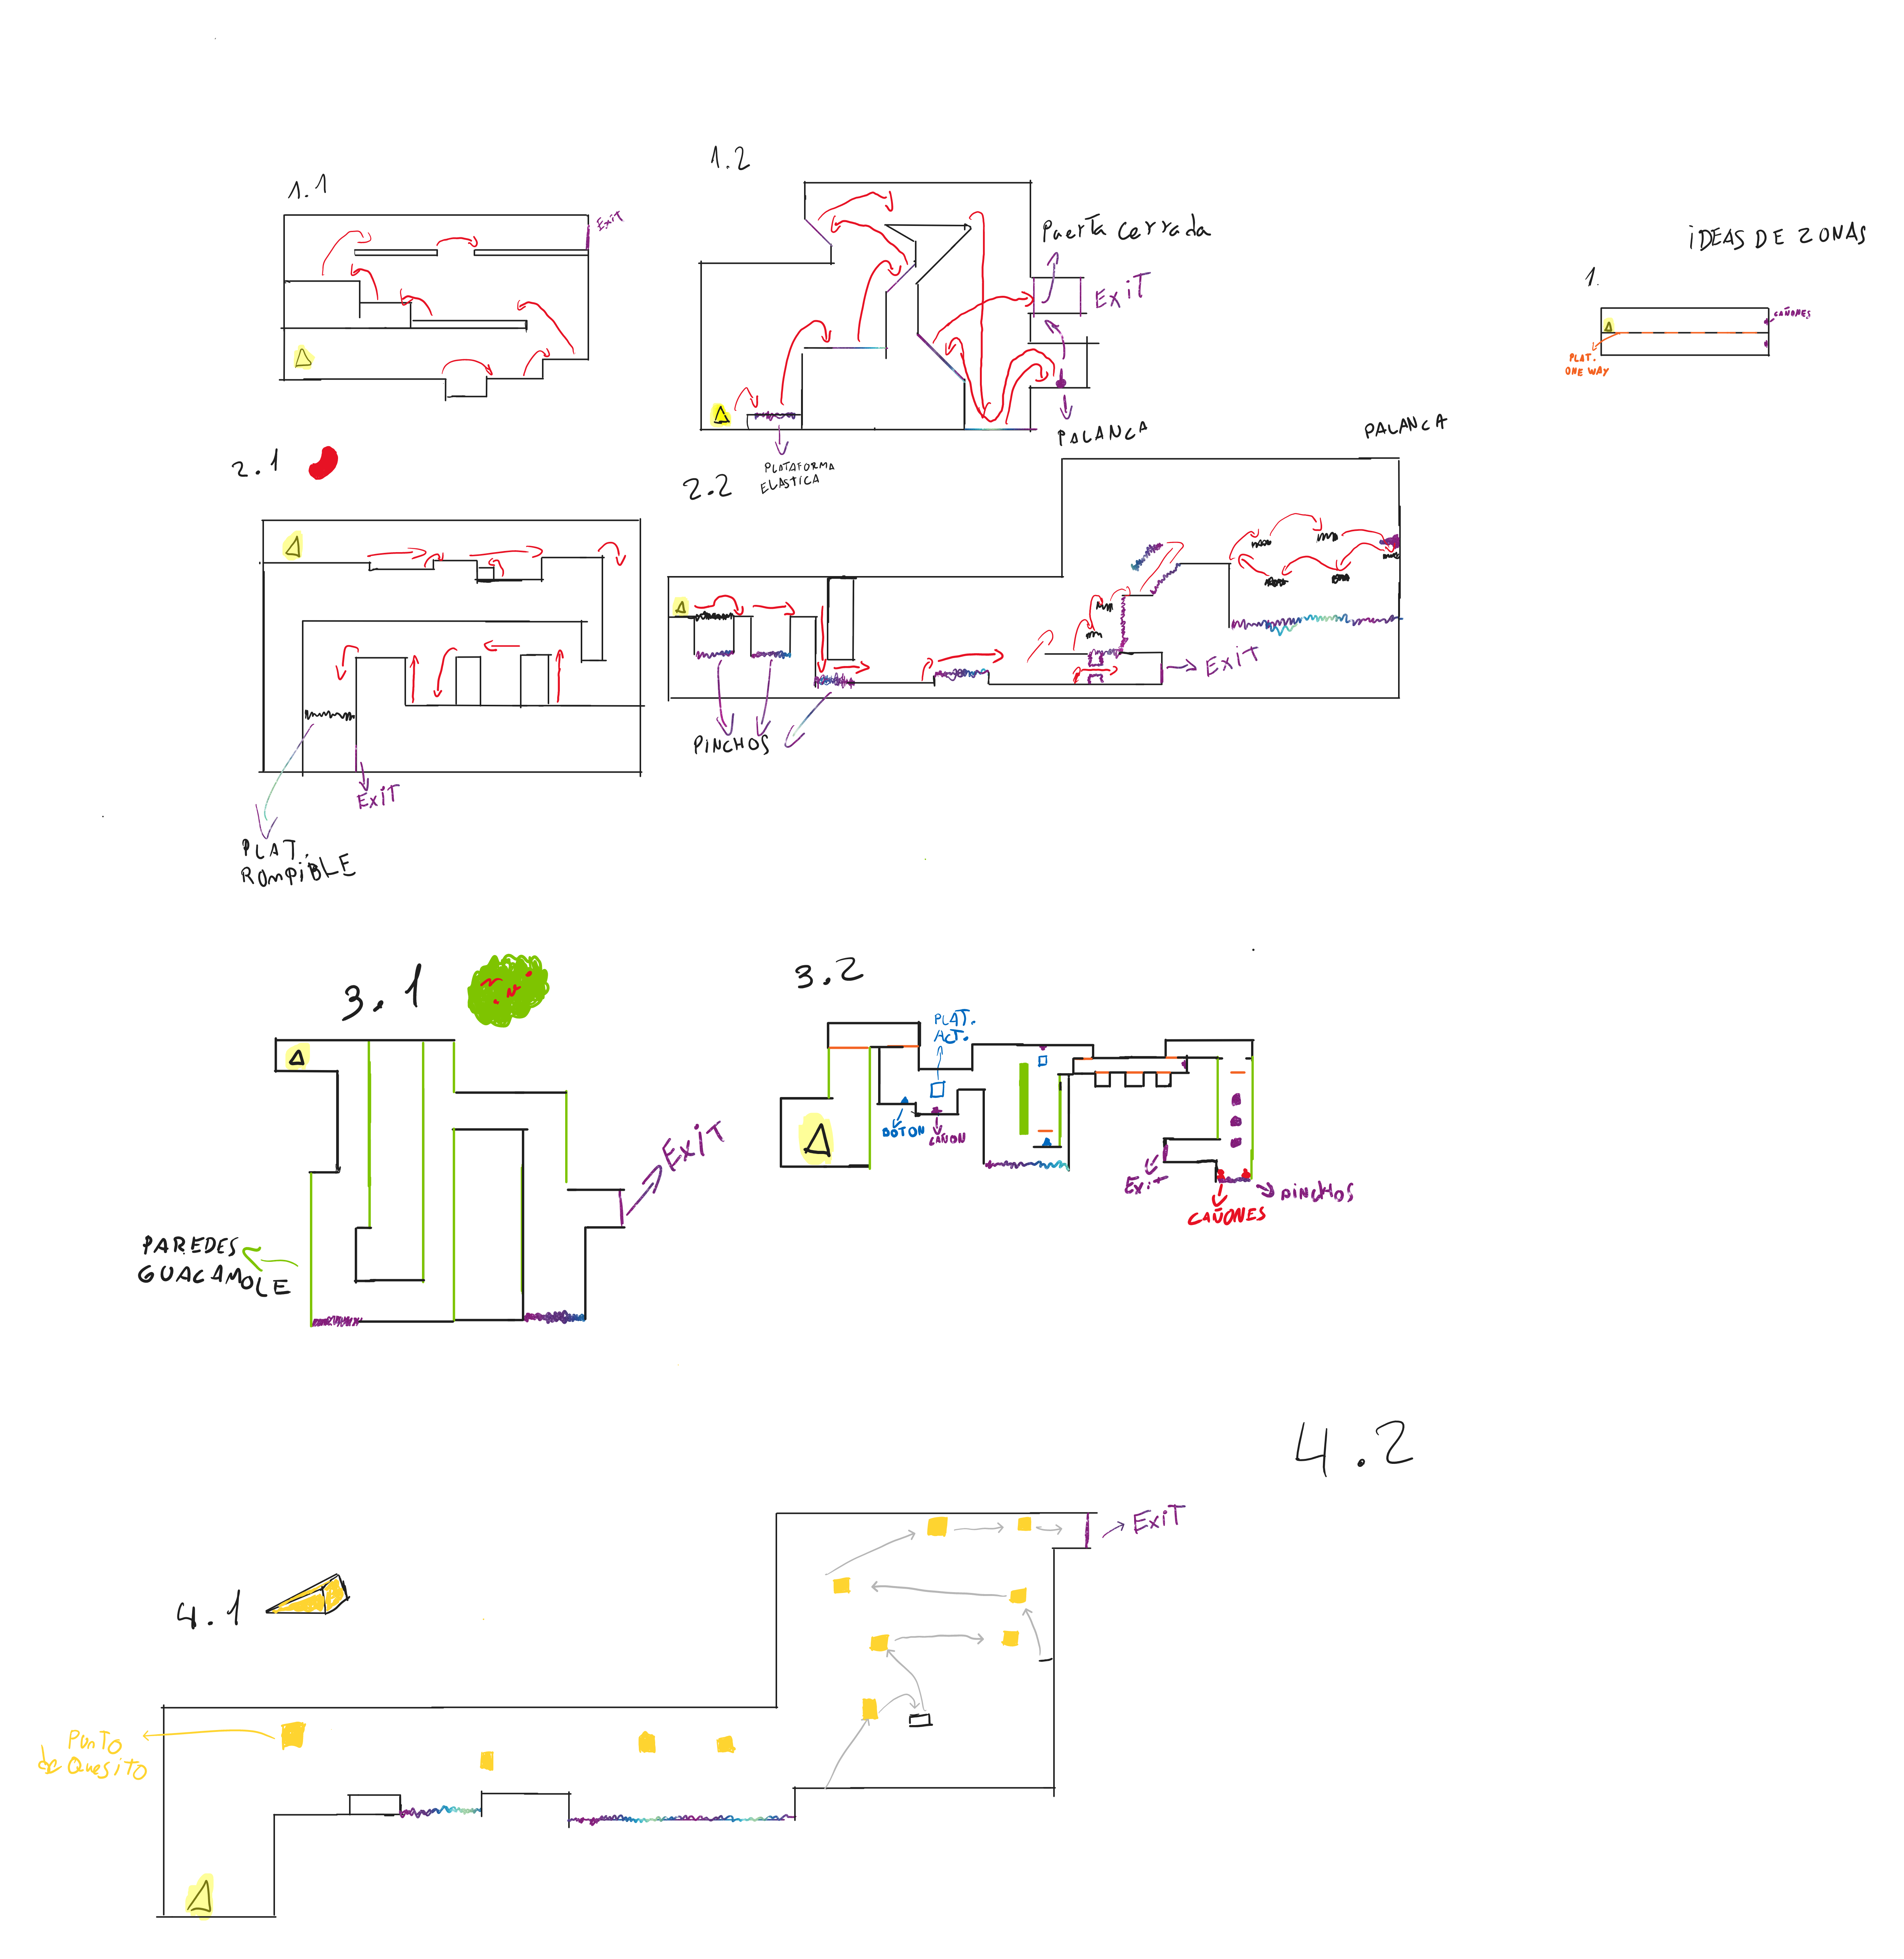 1.1
Exit
1.2
Puerta cerrada
EXIT
PALANCA
PLATAFORMA
ELASTICA
iDEAS DE ZONAS
1.
CAÑONES
PLAT.
ONE WAY
2.1
EXIT
PLAT.
ROMPiBLE
2.2
PALANCA
EXIT
PINCHOS
3.1
EXIT
PAREDES
GUACAMOLE
3.2
PLAT.
ACT.
BOTON
CAÑON
Exit
PINCHOS
CAÑONES
4.2
4.1
EXIT
PUNTO
de Quesito